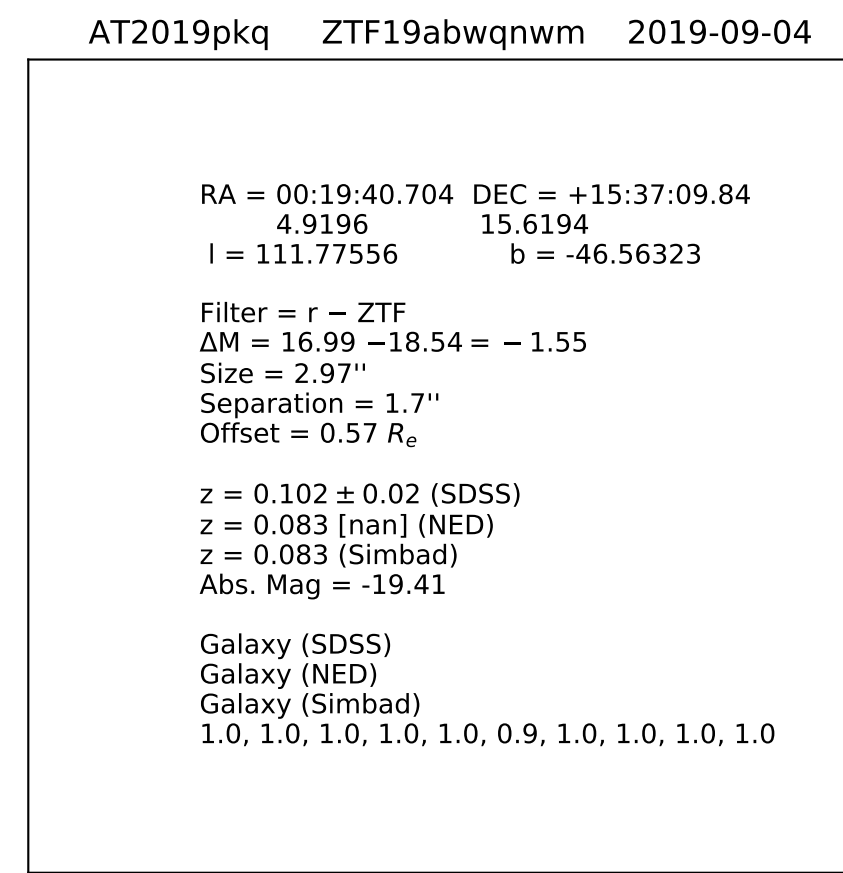 AT2019pkq ZTF19abwqnwm 2019-09-04
RA = 00:19:40.704 DEC = +15:37:09.84
4.9196 15.6194
l = 111.77556 b = -46.56323
Filter = r − ZTF
ΔM = 16.99 −18.54 = − 1.55
Size = 2.97''
Separation = 1.7''
Offset = 0.57 Re
z = 0.102 ± 0.02 (SDSS)
z = 0.083 [nan] (NED)
z = 0.083 (Simbad)
Abs. Mag = -19.41
Galaxy (SDSS)
Galaxy (NED)
Galaxy (Simbad)
1.0, 1.0, 1.0, 1.0, 1.0, 0.9, 1.0, 1.0, 1.0, 1.0